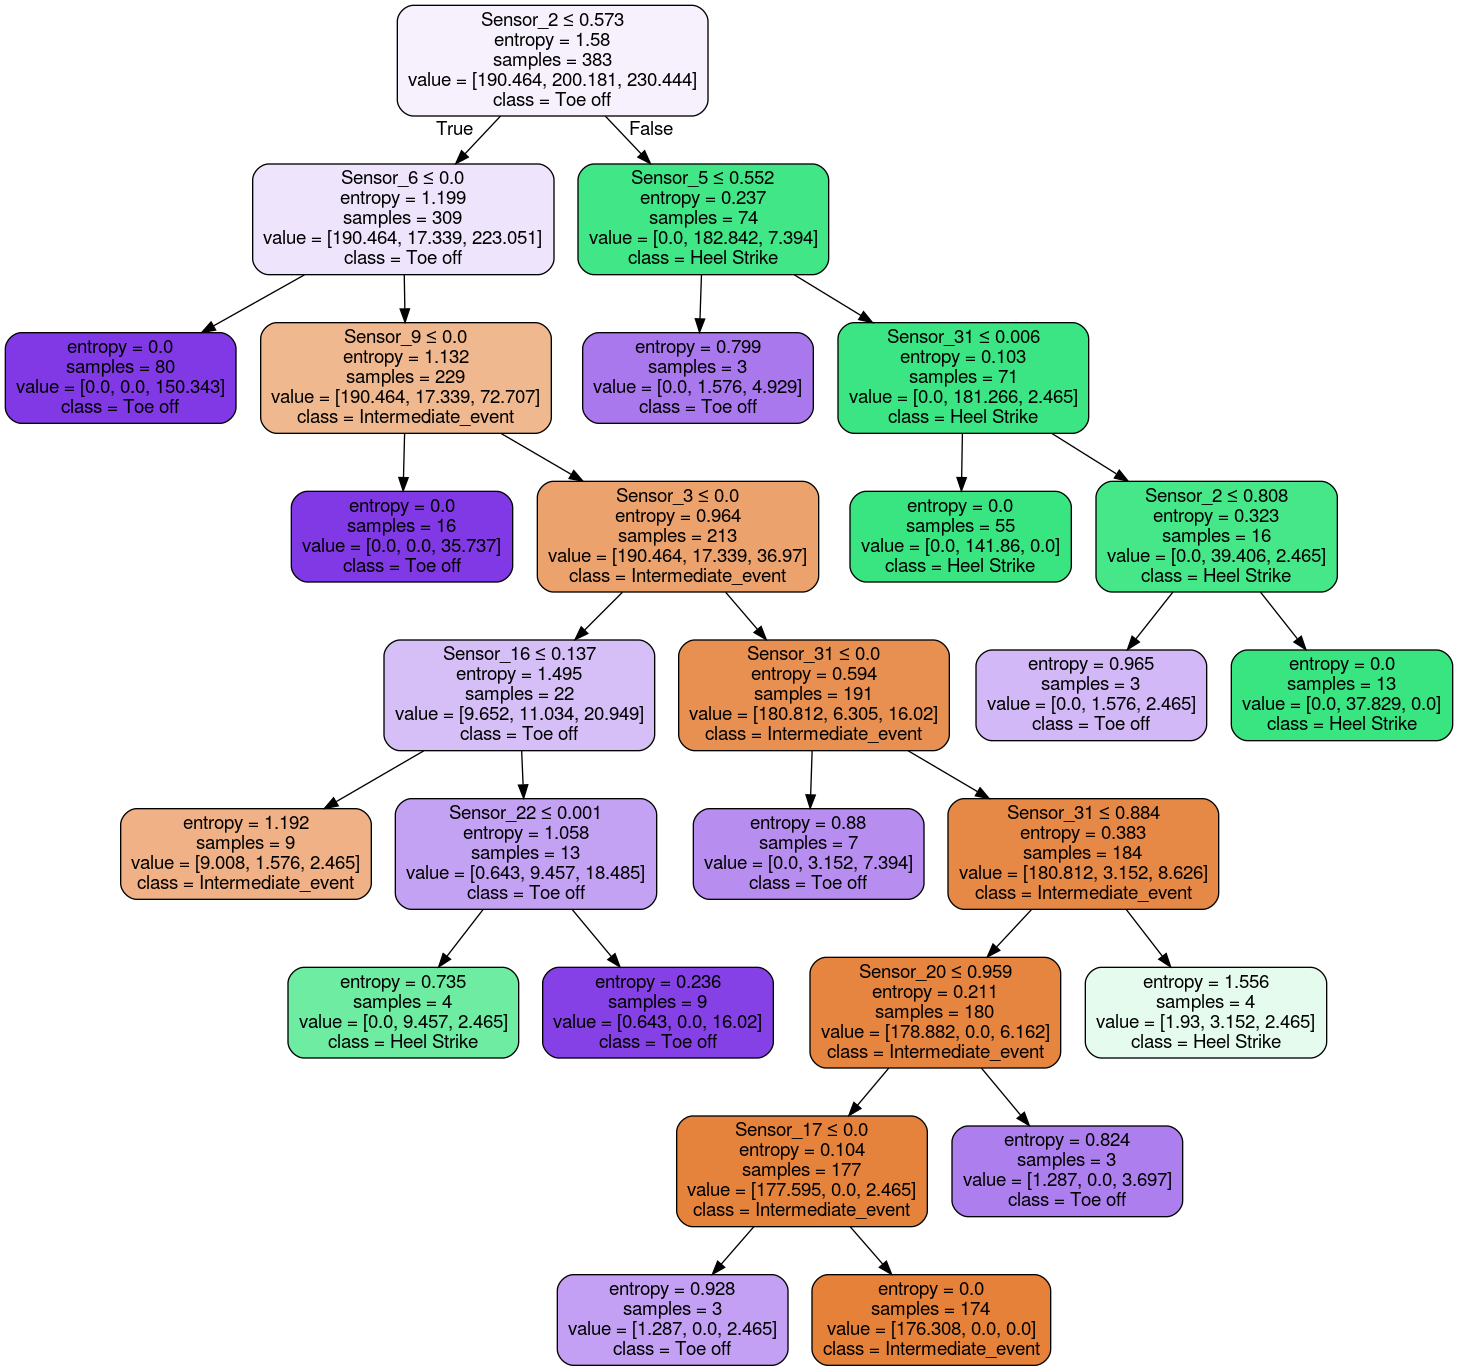 Sensor_2 ≤ 0.573
entropy = 1.58
samples = 383
value = [190.464, 200.181, 230.444]
class = Toe off
True
False
Sensor_6 ≤ 0.0
entropy = 1.199
samples = 309
value = [190.464, 17.339, 223.051]
class = Toe off
Sensor_5 ≤ 0.552
entropy = 0.237
samples = 74
value = [0.0, 182.842, 7.394]
class = Heel Strike
entropy = 0.0
samples = 80
value = [0.0, 0.0, 150.343]
class = Toe off
Sensor_9 ≤ 0.0
entropy = 1.132
samples = 229
value = [190.464, 17.339, 72.707]
class = Intermediate_event
entropy = 0.799
samples = 3
value = [0.0, 1.576, 4.929]
class = Toe off
Sensor_31 ≤ 0.006
entropy = 0.103
samples = 71
value = [0.0, 181.266, 2.465]
class = Heel Strike
entropy = 0.0
samples = 16
value = [0.0, 0.0, 35.737]
class = Toe off
Sensor_3 ≤ 0.0
entropy = 0.964
samples = 213
value = [190.464, 17.339, 36.97]
class = Intermediate_event
entropy = 0.0
samples = 55
value = [0.0, 141.86, 0.0]
class = Heel Strike
Sensor_2 ≤ 0.808
entropy = 0.323
samples = 16
value = [0.0, 39.406, 2.465]
class = Heel Strike
Sensor_16 ≤ 0.137
entropy = 1.495
samples = 22
value = [9.652, 11.034, 20.949]
class = Toe off
Sensor_31 ≤ 0.0
entropy = 0.594
samples = 191
value = [180.812, 6.305, 16.02]
class = Intermediate_event
entropy = 0.965
samples = 3
value = [0.0, 1.576, 2.465]
class = Toe off
entropy = 0.0
samples = 13
value = [0.0, 37.829, 0.0]
class = Heel Strike
entropy = 1.192
samples = 9
value = [9.008, 1.576, 2.465]
class = Intermediate_event
Sensor_22 ≤ 0.001
entropy = 1.058
samples = 13
value = [0.643, 9.457, 18.485]
class = Toe off
entropy = 0.88
samples = 7
value = [0.0, 3.152, 7.394]
class = Toe off
Sensor_31 ≤ 0.884
entropy = 0.383
samples = 184
value = [180.812, 3.152, 8.626]
class = Intermediate_event
entropy = 0.735
samples = 4
value = [0.0, 9.457, 2.465]
class = Heel Strike
entropy = 0.236
samples = 9
value = [0.643, 0.0, 16.02]
class = Toe off
Sensor_20 ≤ 0.959
entropy = 0.211
samples = 180
value = [178.882, 0.0, 6.162]
class = Intermediate_event
entropy = 1.556
samples = 4
value = [1.93, 3.152, 2.465]
class = Heel Strike
Sensor_17 ≤ 0.0
entropy = 0.104
samples = 177
value = [177.595, 0.0, 2.465]
class = Intermediate_event
entropy = 0.824
samples = 3
value = [1.287, 0.0, 3.697]
class = Toe off
entropy = 0.928
samples = 3
value = [1.287, 0.0, 2.465]
class = Toe off
entropy = 0.0
samples = 174
value = [176.308, 0.0, 0.0]
class = Intermediate_event